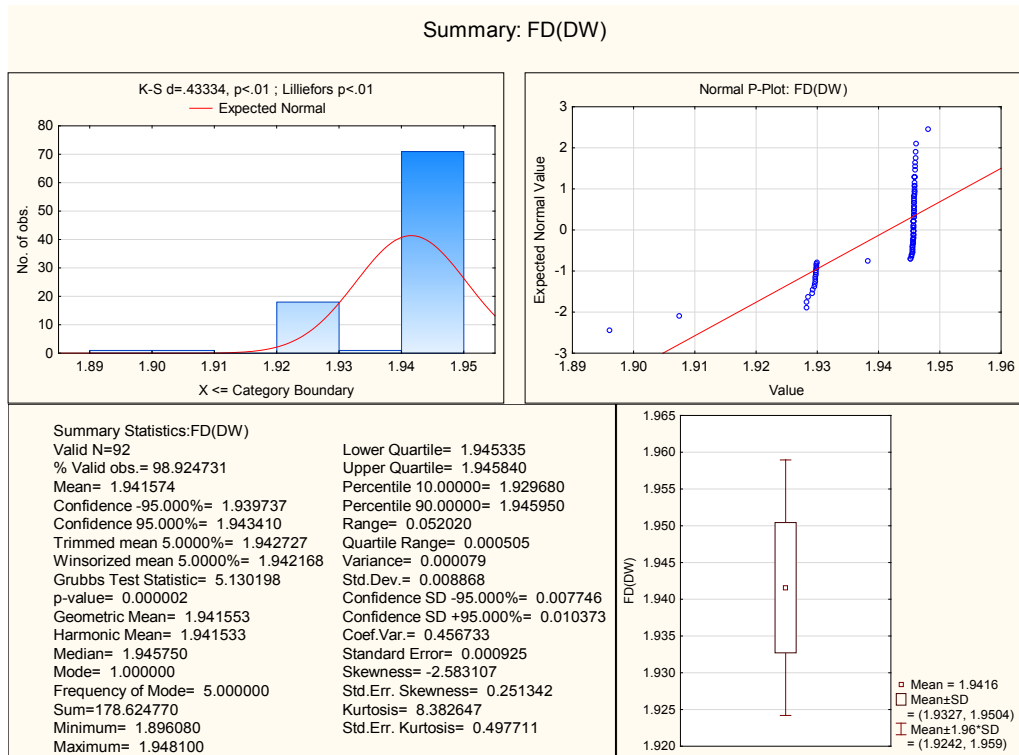 Summary: FD(DW)
K-S d=.43334, p<.01 ; Lilliefors p<.01
Expected Normal
80
70
60
50
40
30
20
10
0
No. of obs.
1.89 1.90 1.91 1.92 1.93 1.94 1.95
X <= Category Boundary
Normal P-Plot: FD(DW)
3
2
1
0
-1
-2
-3
Expected Normal Value
1.89 1.90 1.91 1.92 1.93 1.94 1.95 1.96
Value
Summary Statistics:FD(DW)
Valid N=92
% Valid obs.= 98.924731
Mean= 1.941574
Confidence -95.000%= 1.939737
Confidence 95.000%= 1.943410
Trimmed mean 5.0000%= 1.942727
Winsorized mean 5.0000%= 1.942168
Grubbs Test Statistic= 5.130198
p-value= 0.000002
Geometric Mean= 1.941553
Harmonic Mean= 1.941533
Median= 1.945750
Mode= 1.000000
Frequency of Mode= 5.000000
Sum=178.624770
Minimum= 1.896080
Maximum= 1.948100
Lower Quartile= 1.945335
Upper Quartile= 1.945840
Percentile 10.00000= 1.929680
Percentile 90.00000= 1.945950
Range= 0.052020
Quartile Range= 0.000505
Variance= 0.000079
Std.Dev.= 0.008868
Confidence SD -95.000%= 0.007746
Confidence SD +95.000%= 0.010373
Coef.Var.= 0.456733
Standard Error= 0.000925
Skewness= -2.583107
Std.Err. Skewness= 0.251342
Kurtosis= 8.382647
Std.Err. Kurtosis= 0.497711
1.965
1.960
1.955
1.950
1.945
1.940
1.935
1.930
1.925
1.920
FD(DW)
Mean = 1.9416
Mean±SD
= (1.9327, 1.9504)
Mean±1.96*SD
= (1.9242, 1.959)